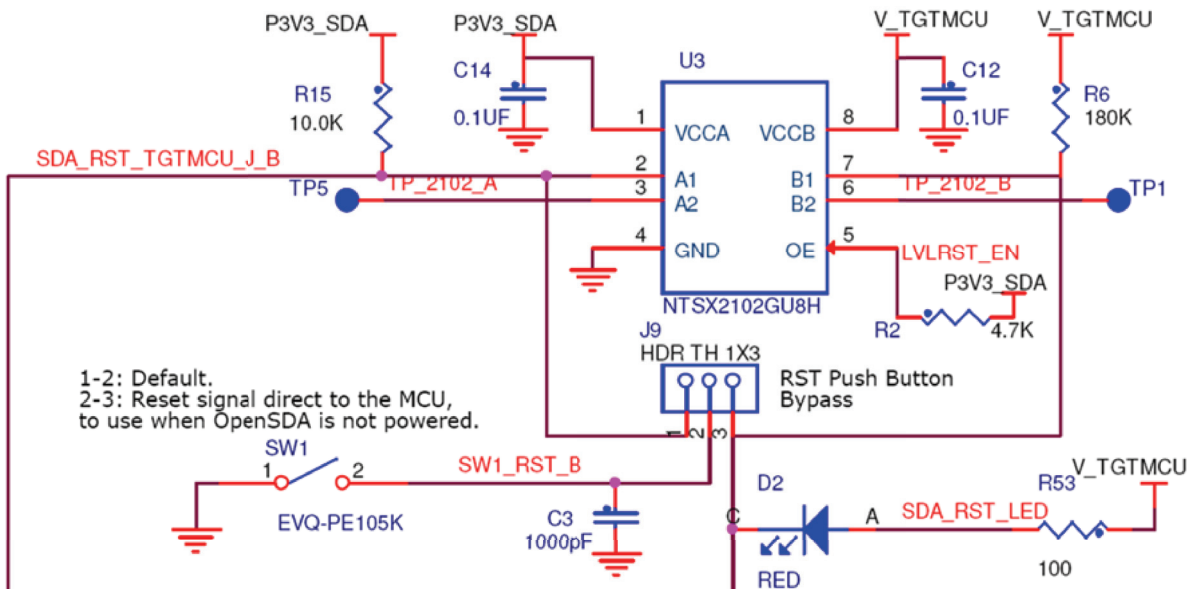 P3V3_SDA
P3V3_SDA
V_TGTMCU
V_TGTMCU
U3
C14
C12
R15
R6
10.0K
0.1UF
0.1UF
180K
1
8
VCCA
VCCB
SDA_RST_TGTMCU_J_B
2
7
A1
B1
TP5
TP_2102_A
3
A2
6
B2
TP_2102_B
TP1
4
GND
OE
5
LVLRST_EN
P3V3_SDA
NTSX2102GU8H
R2
4.7K
J9
HDR TH 1X3
1-2: Default.
2-3: Reset signal direct to the MCU,
to use when OpenSDA is not powered.
RST Push Button
Bypass
1
2
3
SW1
1
2
SW1_RST_B
EVQ-PE105K
C3
1000pF
D2
C
A
RED
SDA_RST_LED
R53
V_TGTMCU
100